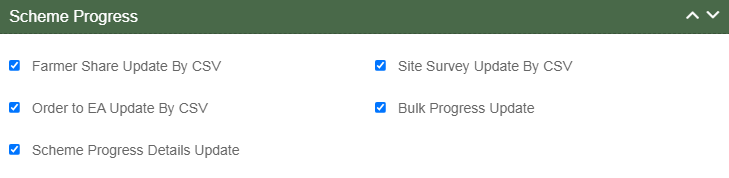 Scheme Progress
Farmer Share Update By CSV
Site Survey Update By CSV
Order to EA Update By CSV
Bulk Progress Update
Scheme Progress Details Update